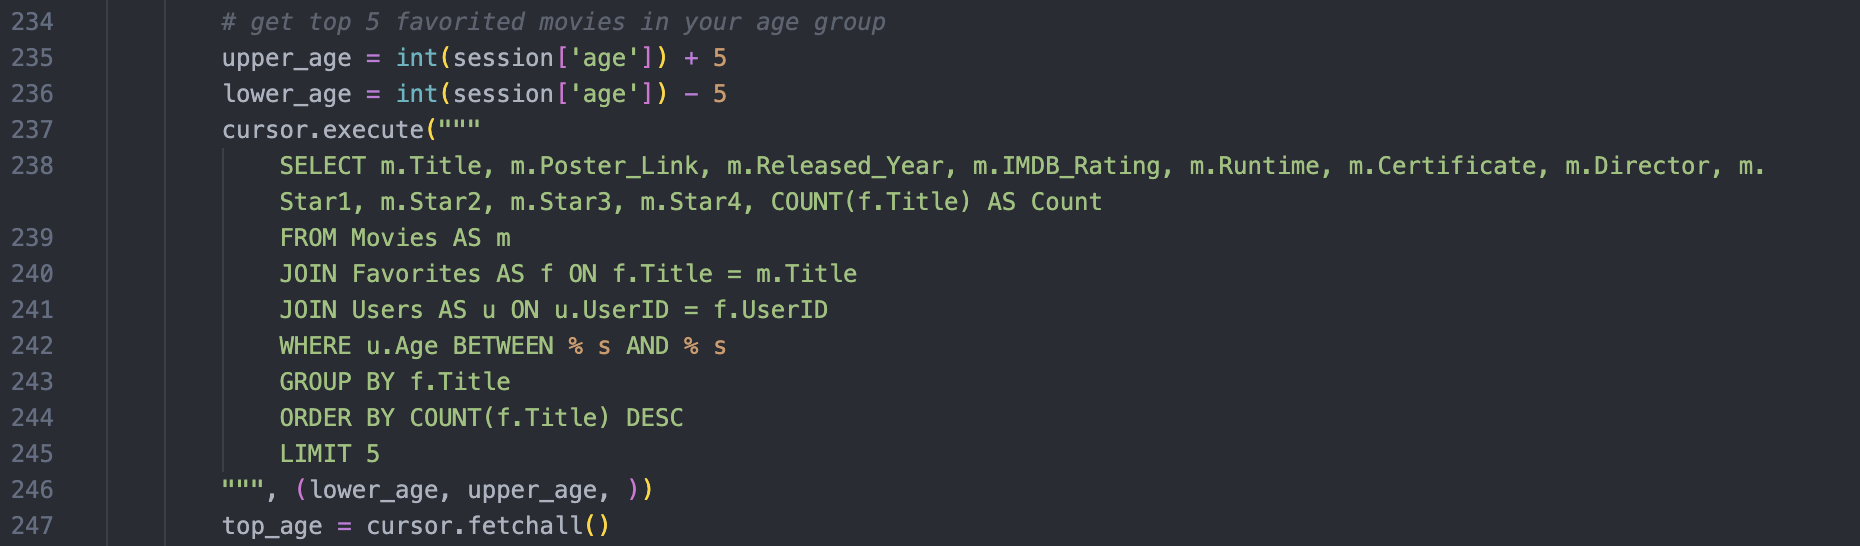 234 # get top 5 favorited movies in your age group
235 upper_age = int(session['age']) + 5
236 lower_age = int(session['age']) - 5
237 cursor.execute("""
238 SELECT m.Title, m.Poster_Link, m.Released_Year, m.IMDB_Rating, m.Runtime, m.Certificate, m.Director, m.
Star1, m.Star2, m.Star3, m.Star4, COUNT(f.Title) AS Count
239 FROM Movies AS m
240 JOIN Favorites AS f ON f.Title = m.Title
241 JOIN Users AS u ON u.UserID = f.UserID
242 WHERE u.Age BETWEEN % s AND % s
243 GROUP BY f.Title
244 ORDER BY COUNT(f.Title) DESC
245 LIMIT 5
246 """, (lower_age, upper_age, ))
247 top_age = cursor.fetchall()